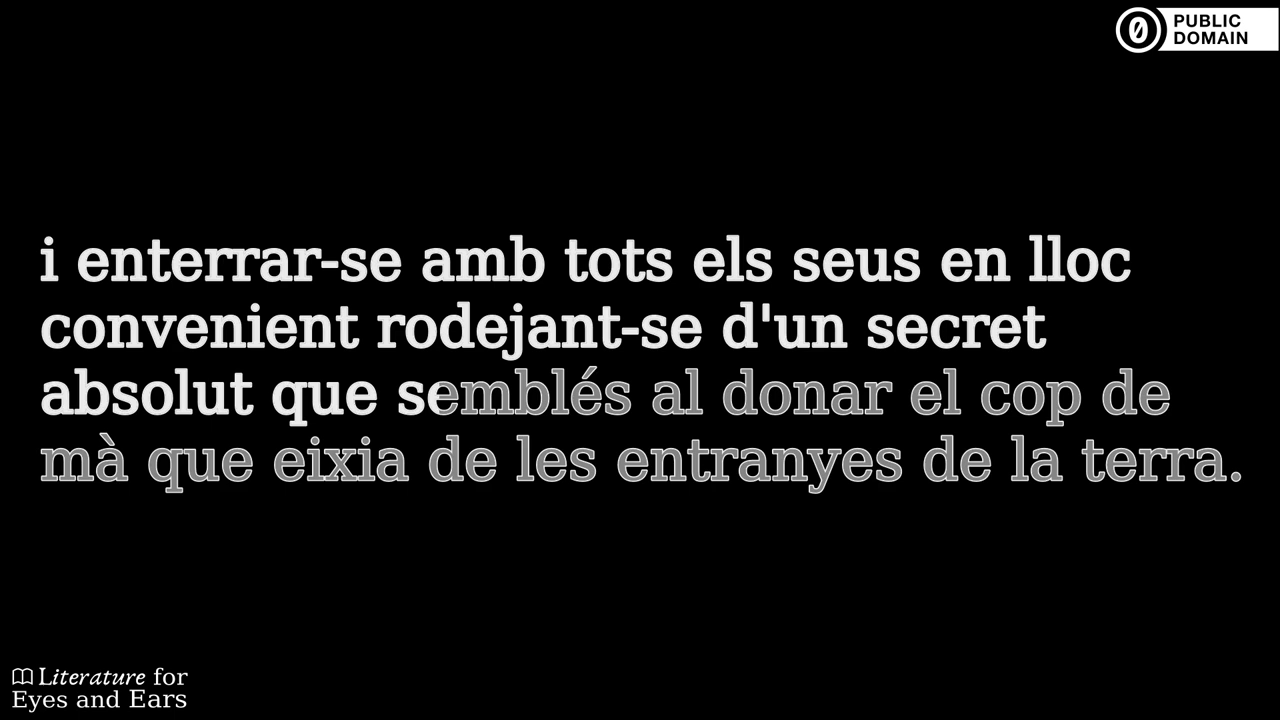 PUBLIC
DOMAIN
i enterrar-se amb tots els seus en lloc
convenient rodejant-se d'un secret
absolut que semblés al donar el cop de
mà que eixia de les entranyes de la terra.
Literature for
Eyes and Ears